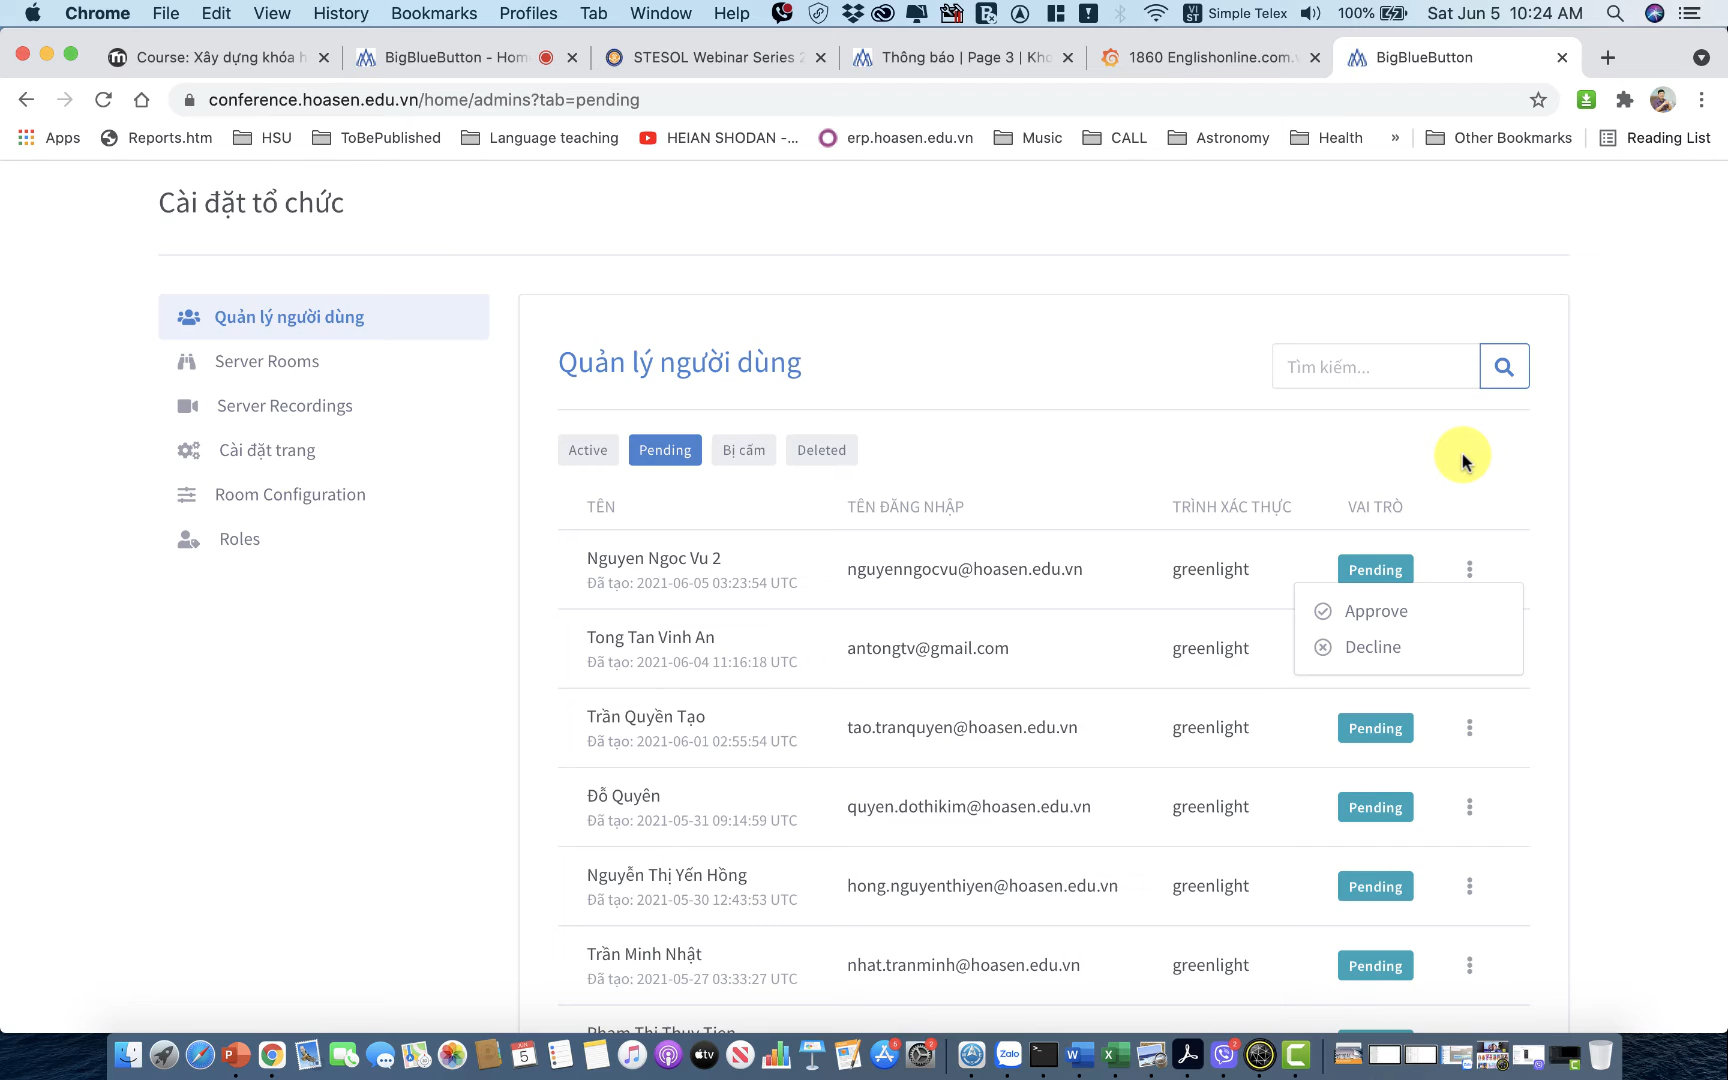 Chrome File Edit View History Bookmarks Profiles Tab Window Help Simple Telex 100% Sat Jun 5 10:24 AM
Course: Xây dựng khóa h
BigBlueButton - Hom
STESOL Webinar Series 2
Thông báo | Page 3 | Kho
1860 Englishonline.com.v
BigBlueButton
conference.hoasen.edu.vn/home/admins?tab=pending
Apps Reports.htm HSU ToBePublished Language teaching HEIAN SHODAN -... erp.hoasen.edu.vn Music CALL Astronomy Health » Other Bookmarks Reading List
Cài đặt tổ chức
Quản lý người dùng
Server Rooms
Server Recordings
Cài đặt trang
Room Configuration
Roles
Quản lý người dùng
Tìm kiếm...
Active Pending Bị cấm Deleted
TÊN TÊN ĐĂNG NHẬP TRÌNH XÁC THỰC VAI TRÒ
Nguyen Ngoc Vu 2
Đã tạo: 2021-06-05 03:23:54 UTC
nguyenngocvu@hoasen.edu.vn greenlight Pending
Approve
Decline
Tong Tan Vinh An
Đã tạo: 2021-06-04 11:16:18 UTC
antongtv@gmail.com greenlight
Trần Quyền Tạo
Đã tạo: 2021-06-01 02:55:54 UTC
tao.tranquyen@hoasen.edu.vn greenlight Pending
Đỗ Quyên
Đã tạo: 2021-05-31 09:14:59 UTC
quyen.dothikim@hoasen.edu.vn greenlight Pending
Nguyễn Thị Yến Hồng
Đã tạo: 2021-05-30 12:43:53 UTC
hong.nguyenthiyen@hoasen.edu.vn greenlight Pending
Trần Minh Nhật
Đã tạo: 2021-05-27 03:33:27 UTC
nhat.tranminh@hoasen.edu.vn greenlight Pending